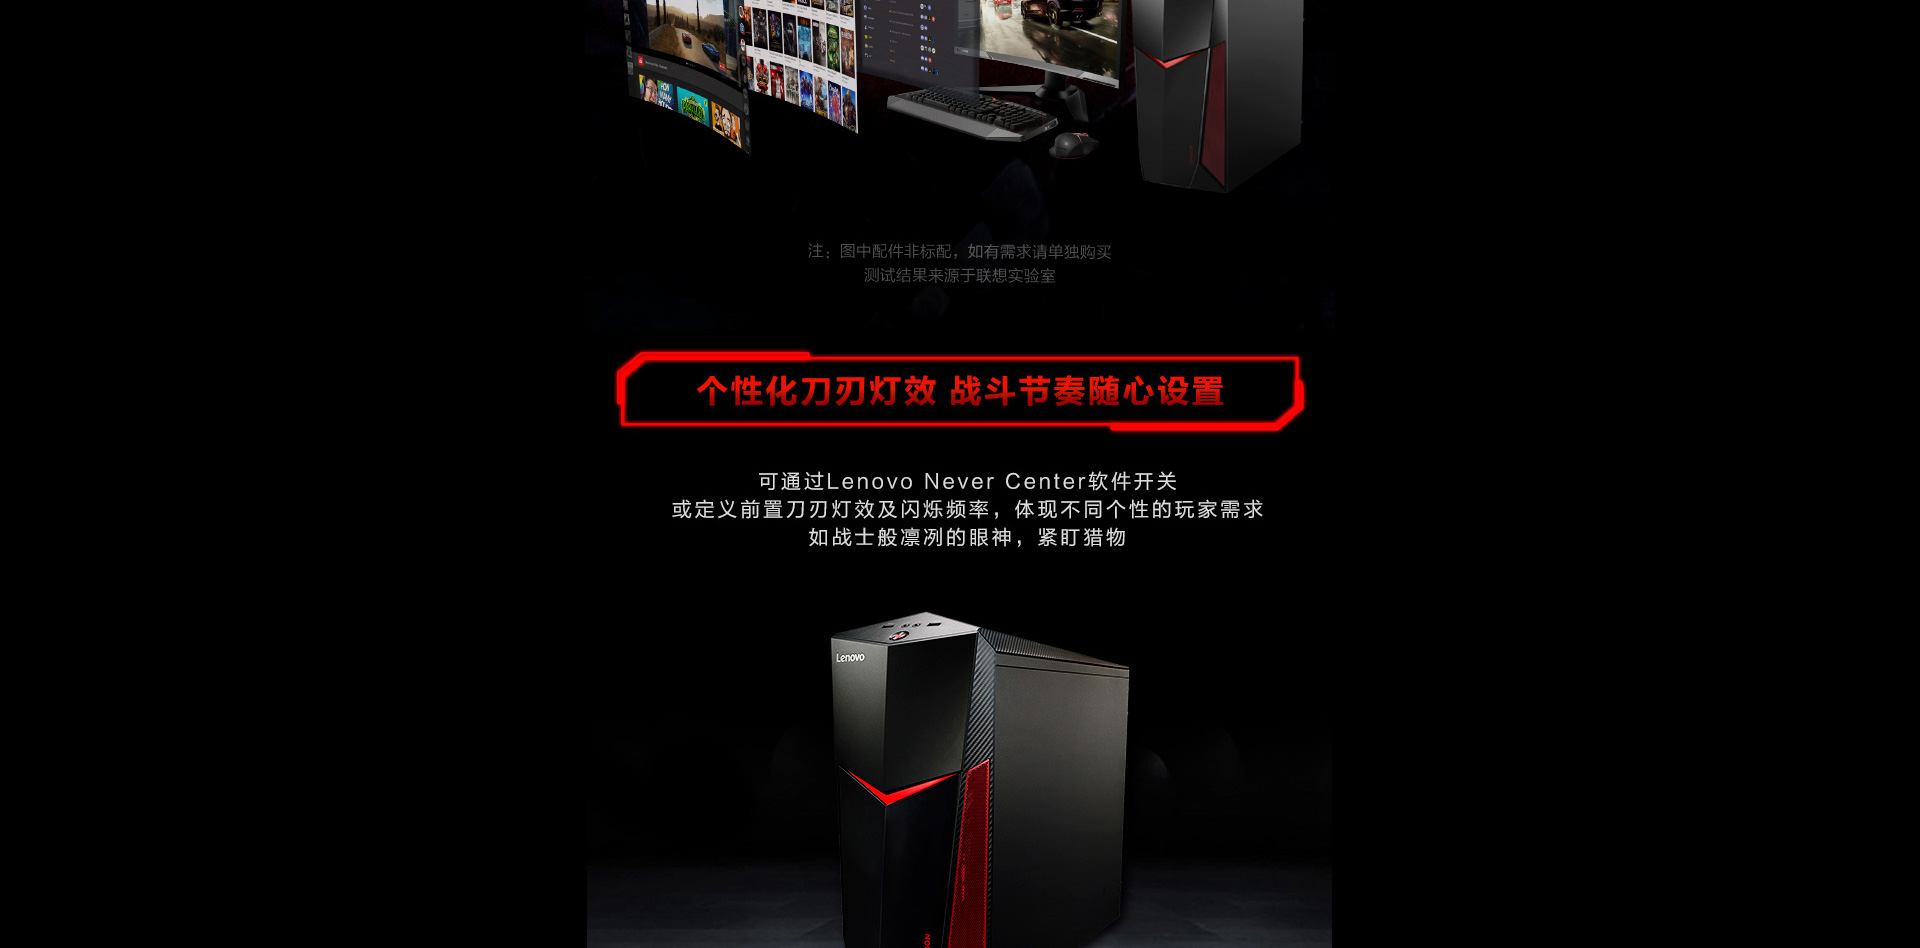 注：图中配件非标配，如有需求请单独购买
测试结果来源于联想实验室
个性化刀刃灯效 战斗节奏随心设置
可通过Lenovo Never Center软件开关
或定义前置刀刃灯效及闪烁频率，体现不同个性的玩家需求
如战士般凛冽的眼神，紧盯猎物
Lenovo